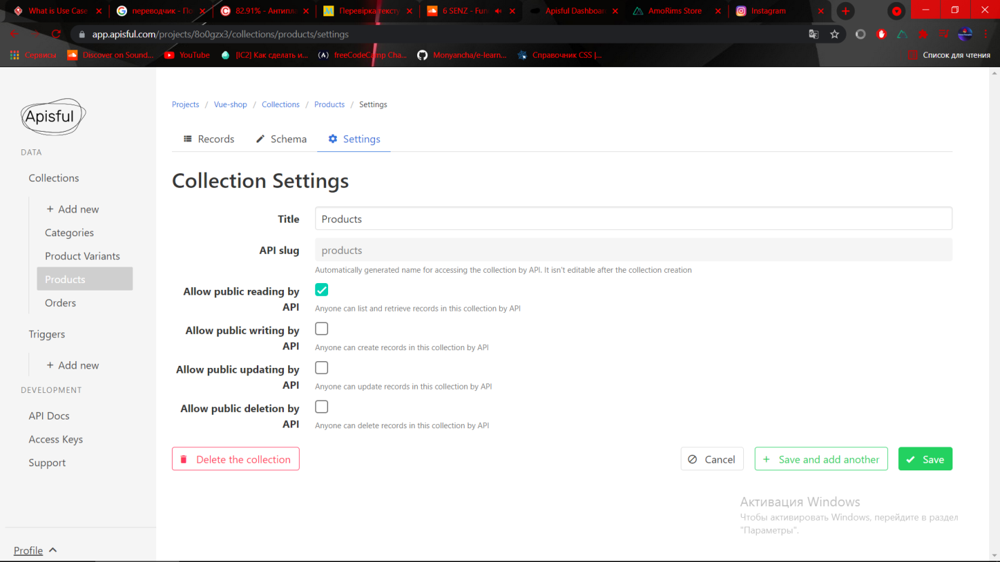 What is Use Case
переводчик - По
82.91% - Антипла
Перевірка тексту
6 SENZ - Fun
Apisful Dashboar
AmoRims Store
Instagram
app.apisful.com/projects/8o0gzx3/collections/products/settings
Сервисы
Discover on Sound...
YouTube
[IC2] Как сделать и...
freeCodeCamp Cha...
Monyancha/e-learn...
Справочник CSS |...
Список для чтения
Apisful
Projects / Vue-shop / Collections / Products / Settings
Records
Schema
Settings
DATA
Collections
+ Add new
Categories
Product Variants
Products
Orders
Triggers
+ Add new
DEVELOPMENT
API Docs
Access Keys
Support
Profile
Collection Settings
Title
Products
API slug
products
Automatically generated name for accessing the collection by API. It isn't editable after the collection creation
Allow public reading by
API
Anyone can list and retrieve records in this collection by API
Allow public writing by
API
Anyone can create records in this collection by API
Allow public updating by
API
Anyone can update records in this collection by API
Allow public deletion by
API
Anyone can delete records in this collection by API
Delete the collection
Cancel
+ Save and add another
Save
Активация Windows
Чтобы активировать Windows, перейдите в раздел
"Параметры".